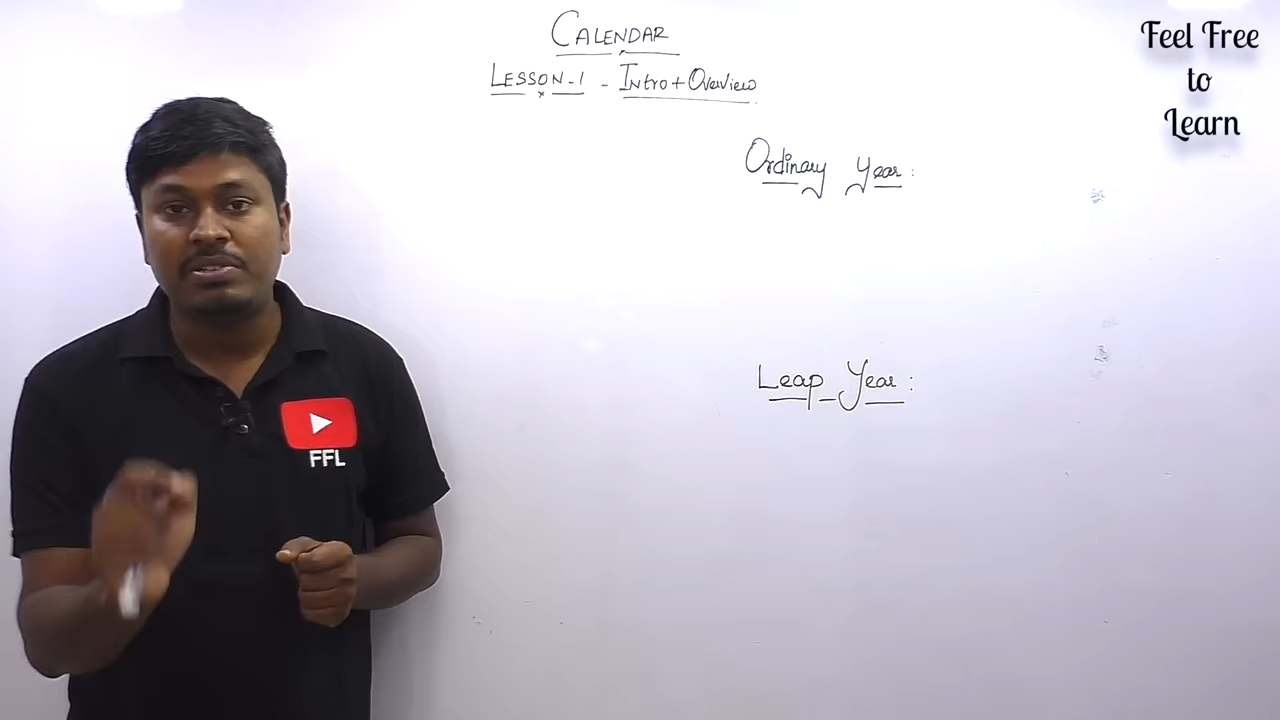 CALENDAR
LESSON-1 - Intro + Overview
Feel Free
to
Learn
Ordinary Year:
Leap Year:
FFL